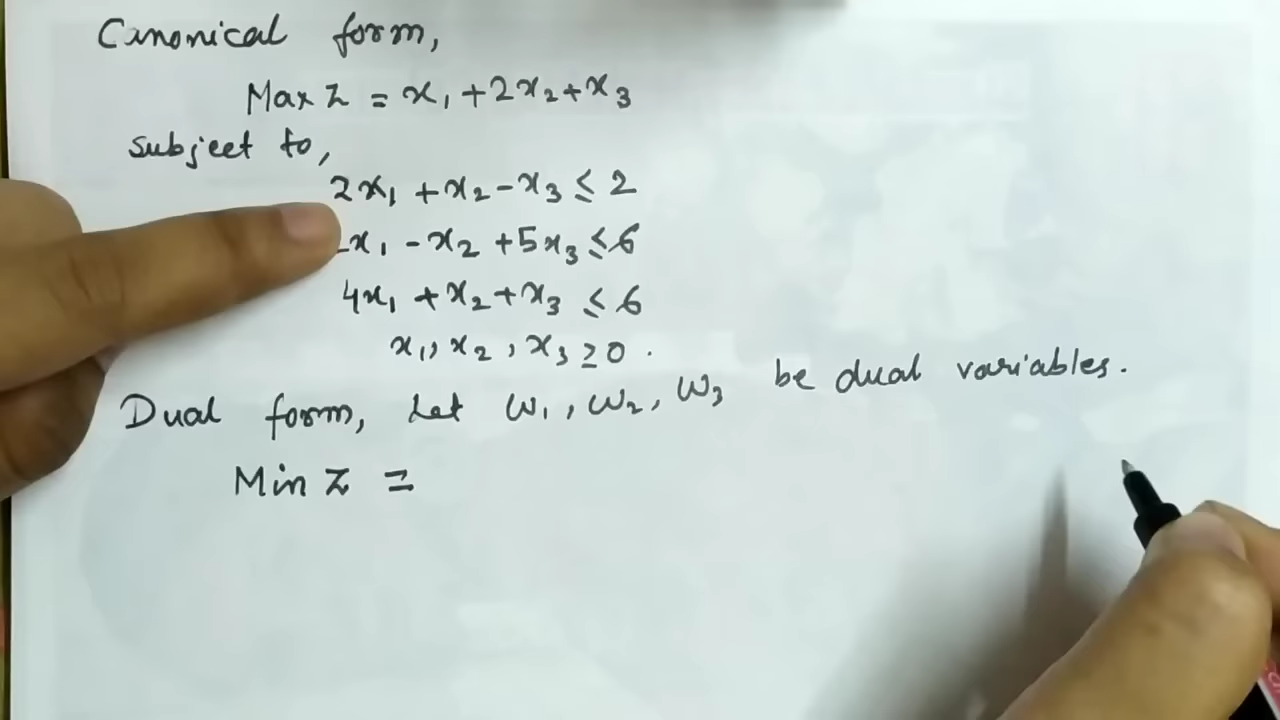 Canonical form,
Max Z = x₁ + 2x₂ + x₃
subject to,
2x₁ + x₂ - x₃ ≤ 2
x₁ - x₂ + 5x₃ ≤ 6
4x₁ + x₂ + x₃ ≤ 6
x₁, x₂, x₃ ≥ 0.
Dual form, Let w₁, w₂, w₃ be dual variables.
Min Z =